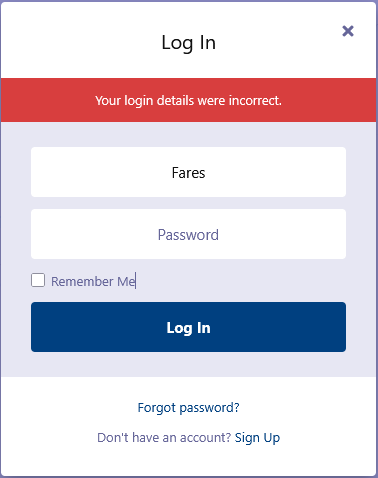 Log In
Your login details were incorrect.
Fares
Password
Remember Me
Log In
Forgot password?
Don't have an account? Sign Up